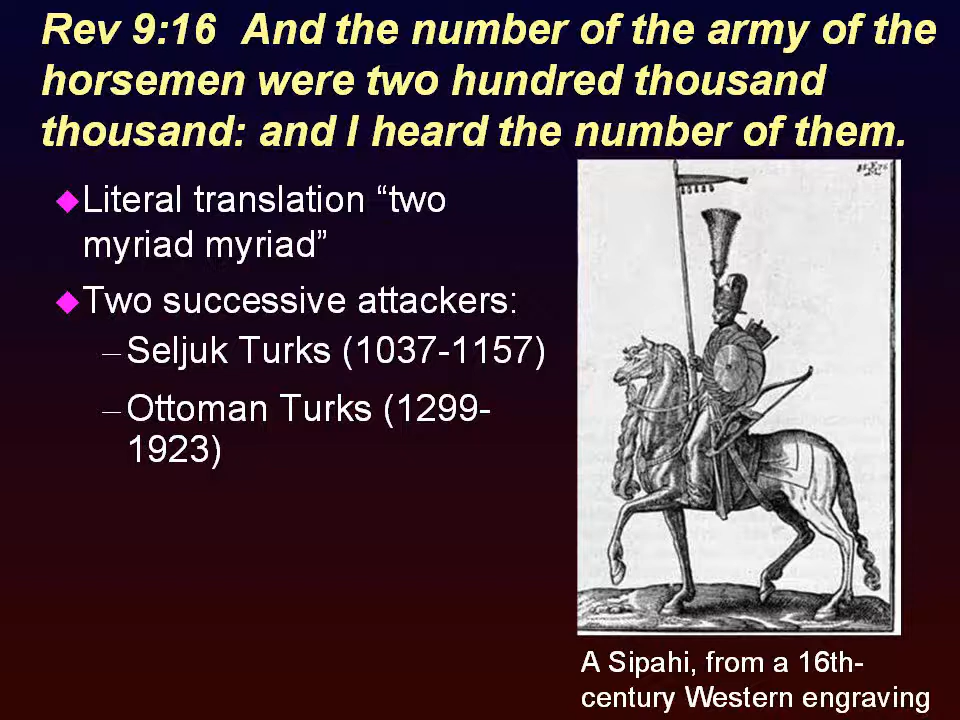 Rev 9:16  And the number of the army of the
horsemen were two hundred thousand
thousand: and I heard the number of them.
Literal translation “two
myriad myriad”
Two successive attackers:
– Seljuk Turks (1037-1157)
– Ottoman Turks (1299-
1923)
A Sipahi, from a 16th-
century Western engraving